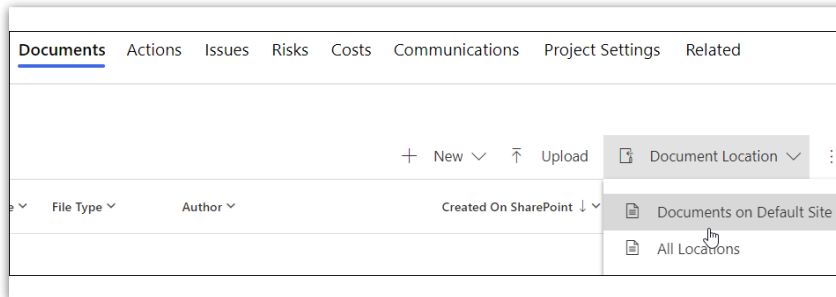 Documents Actions Issues Risks Costs Communications Project Settings Related
New Upload Document Location
File Type Author Created On SharePoint
Documents on Default Site
All Locations